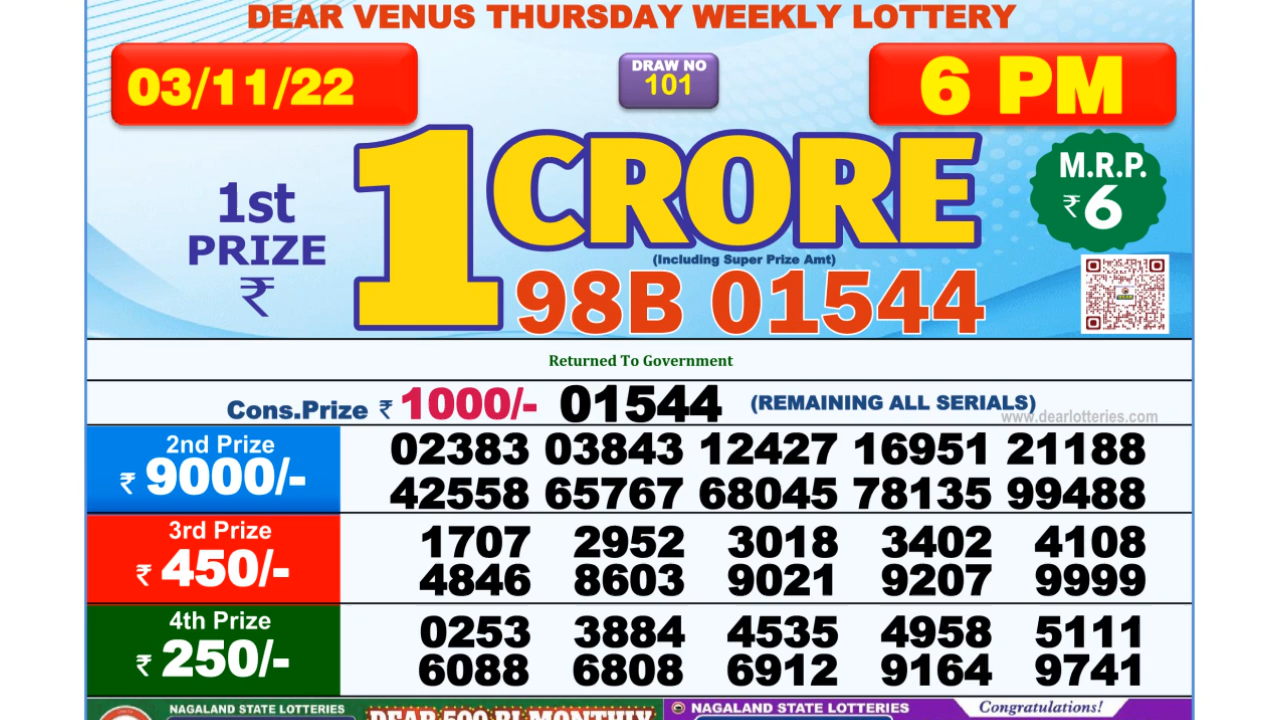 DEAR VENUS THURSDAY WEEKLY LOTTERY
03/11/22
DRAW NO
101
6 PM
1st
PRIZE
₹
1 CRORE
(Including Super Prize Amt)
98B 01544
M.R.P.
₹6
Returned To Government
Cons.Prize ₹ 1000/- 01544 (REMAINING ALL SERIALS)
www.dearlotteries.com
2nd Prize
₹ 9000/-
02383 03843 12427 16951 21188
42558 65767 68045 78135 99488
3rd Prize
₹ 450/-
1707 2952 3018 3402 4108
4846 8603 9021 9207 9999
4th Prize
₹ 250/-
0253 3884 4535 4958 5111
6088 6808 6912 9164 9741
NAGALAND STATE LOTTERIES
DEAR 500 BI-MONTHLY
NAGALAND STATE LOTTERIES
Congratulations!